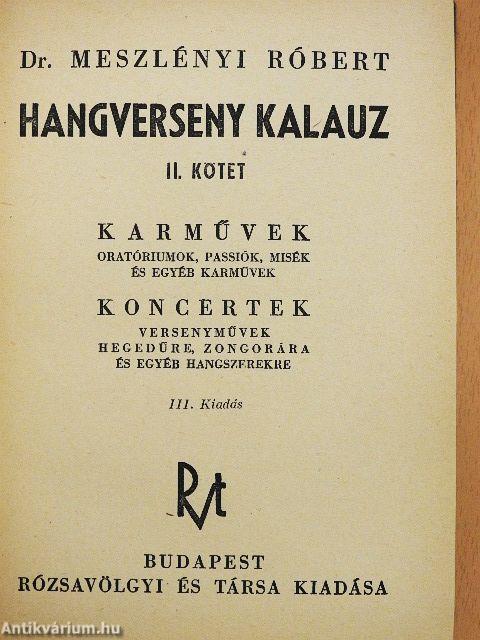 Dr. MESZLÉNYI RÓBERT
HANGVERSENY KALAUZ
II. KÖTET
KARMŰVEK
ORATÓRIUMOK, PASSIÓK, MISÉK
ÉS EGYÉB KARMŰVEK
KONCERTEK
VERSENYMŰVEK
HEGEDŰRE, ZONGORÁRA
ÉS EGYÉB HANGSZEREKRE
III. Kiadás
Rvt
BUDAPEST
RÓZSAVÖLGYI ÉS TÁRSA KIADÁSA
Antikvárium.hu